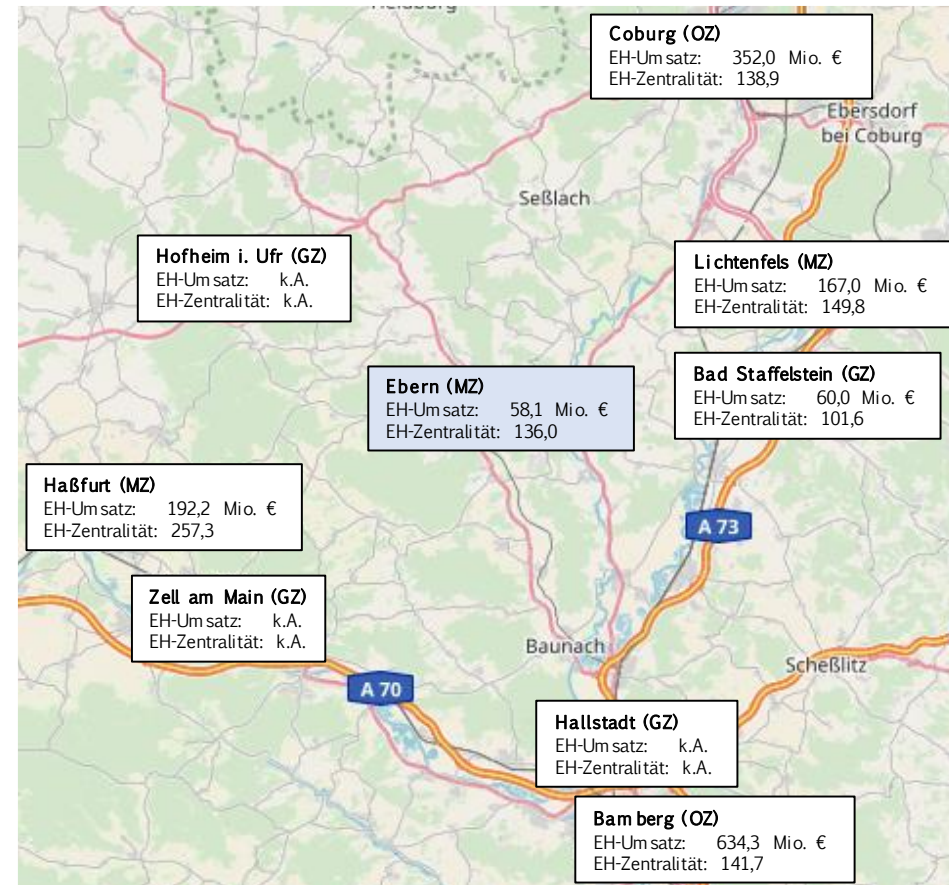 Coburg (OZ)
EH-Umsatz: 352,0 Mio. €
EH-Zentralität: 138,9
Ebersdorf
bei Coburg
Seßlach
Hofheim i. Ufr (GZ)
EH-Umsatz: k.A.
EH-Zentralität: k.A.
Lichtenfels (MZ)
EH-Umsatz: 167,0 Mio. €
EH-Zentralität: 149,8
Ebern (MZ)
EH-Umsatz: 58,1 Mio. €
EH-Zentralität: 136,0
Bad Staffelstein (GZ)
EH-Umsatz: 60,0 Mio. €
EH-Zentralität: 101,6
Haßfurt (MZ)
EH-Umsatz: 192,2 Mio. €
EH-Zentralität: 257,3
A 73
Zell am Main (GZ)
EH-Umsatz: k.A.
EH-Zentralität: k.A.
Baunach
Scheßlitz
A 70
Hallstadt (GZ)
EH-Umsatz: k.A.
EH-Zentralität: k.A.
Bamberg (OZ)
EH-Umsatz: 634,3 Mio. €
EH-Zentralität: 141,7